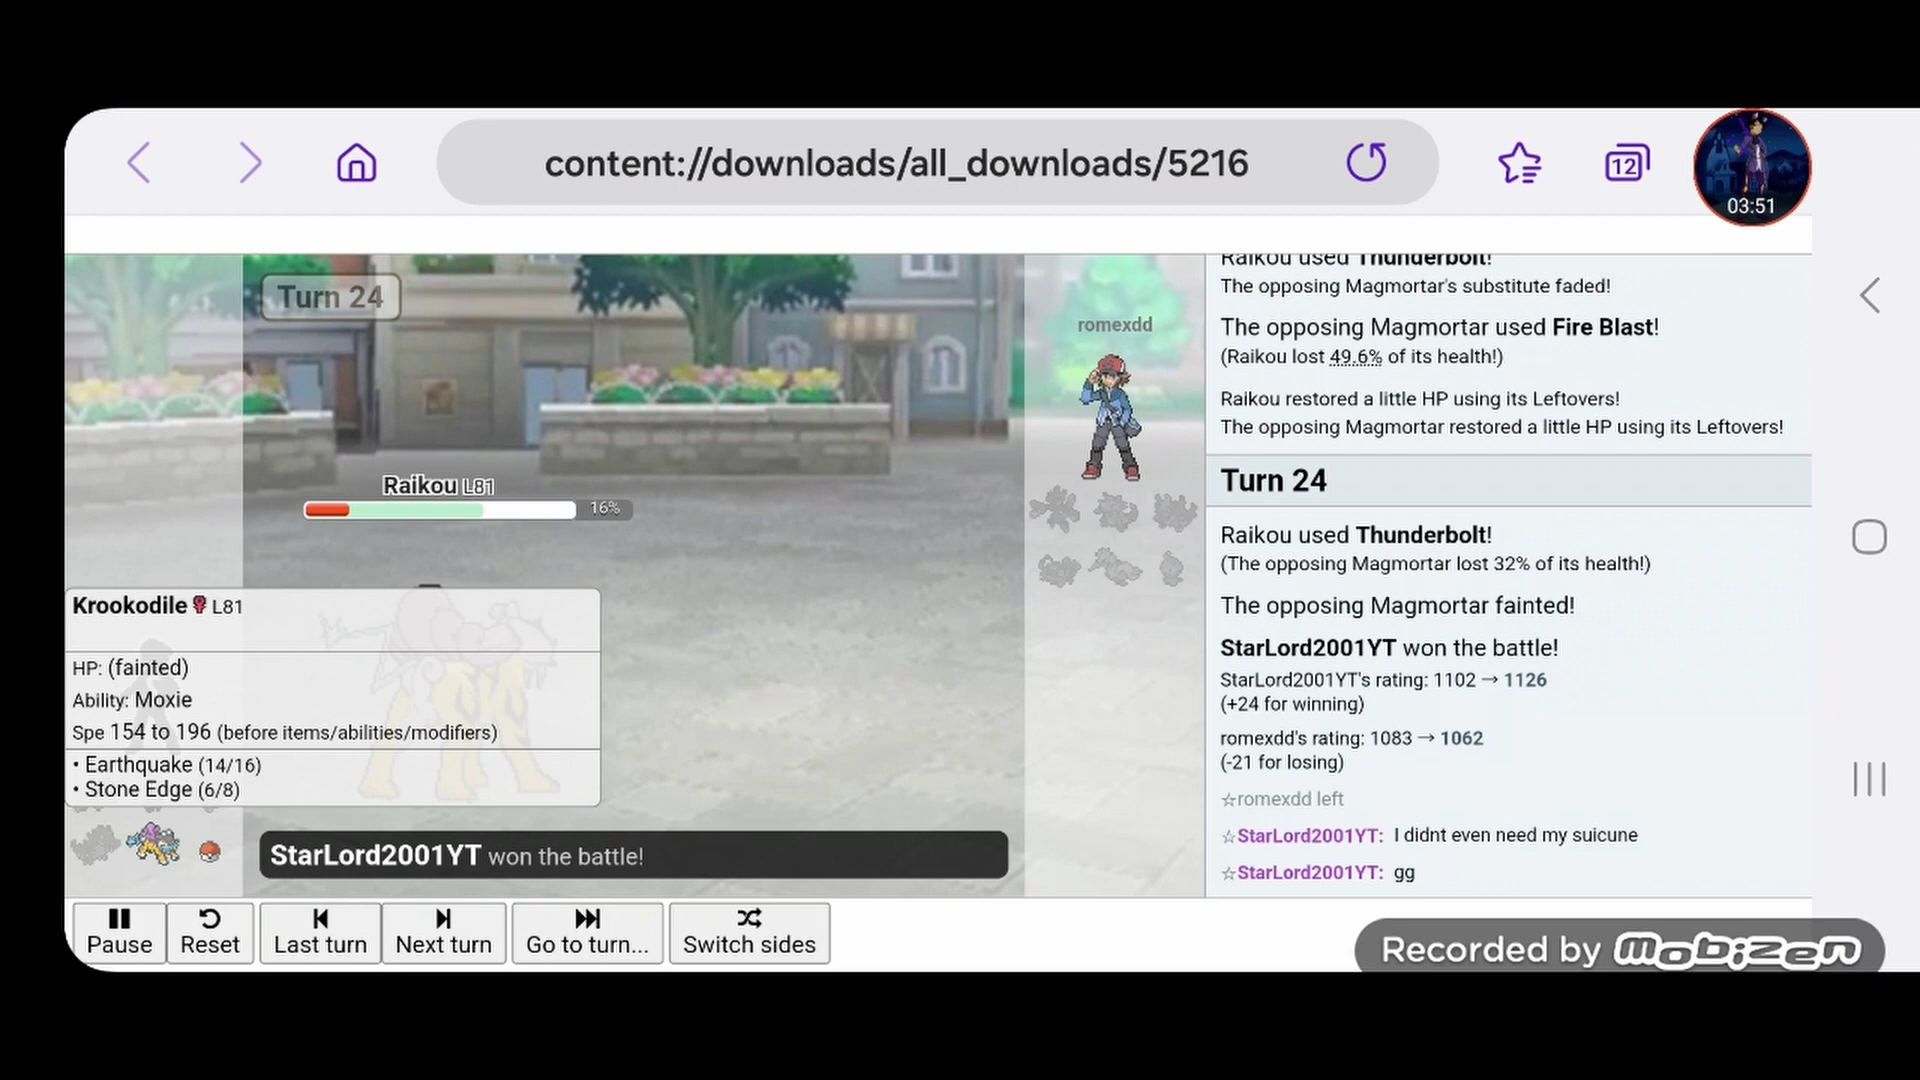 content://downloads/all_downloads/5216
12
03:51
Turn 24
romexdd
Raikou L81
16%
Krookodile L81
HP: (fainted)
Ability: Moxie
Spe 154 to 196 (before items/abilities/modifiers)
• Earthquake (14/16)
• Stone Edge (6/8)
StarLord2001YT won the battle!
Raikou used Thunderbolt!
The opposing Magmortar's substitute faded!
The opposing Magmortar used Fire Blast!
(Raikou lost 49.6% of its health!)
Raikou restored a little HP using its Leftovers!
The opposing Magmortar restored a little HP using its Leftovers!
Turn 24
Raikou used Thunderbolt!
(The opposing Magmortar lost 32% of its health!)
The opposing Magmortar fainted!
StarLord2001YT won the battle!
StarLord2001YT's rating: 1102 → 1126
(+24 for winning)
romexdd's rating: 1083 → 1062
(-21 for losing)
☆romexdd left
☆StarLord2001YT: I didnt even need my suicune
☆StarLord2001YT: gg
Pause
Reset
Last turn
Next turn
Go to turn...
Switch sides
Recorded by mobizen